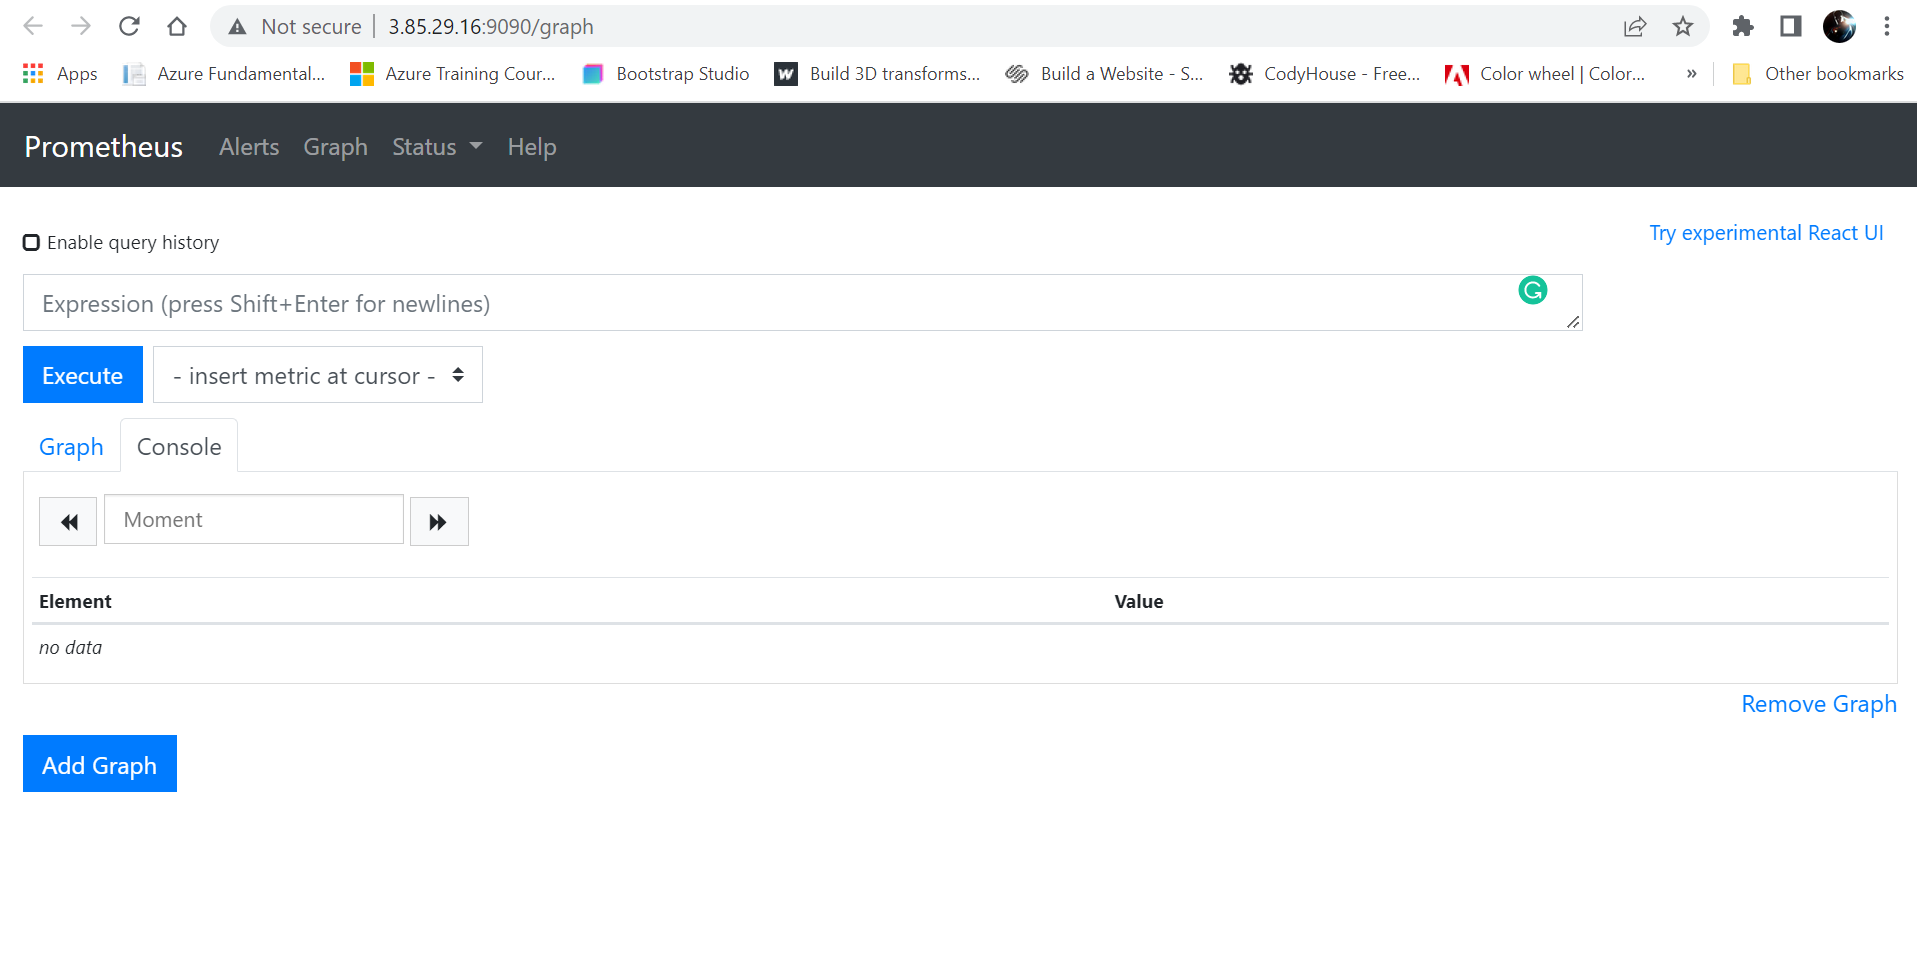 Not secure | 3.85.29.16:9090/graph
Apps Azure Fundamental... Azure Training Cour... Bootstrap Studio W Build 3D transforms... Build a Website - S... CodyHouse - Free... Color wheel | Color... » Other bookmarks
Prometheus Alerts Graph Status Help
Enable query history Try experimental React UI
Expression (press Shift+Enter for newlines)
Execute - insert metric at cursor -
Graph Console
Moment
Element Value
no data
Remove Graph
Add Graph